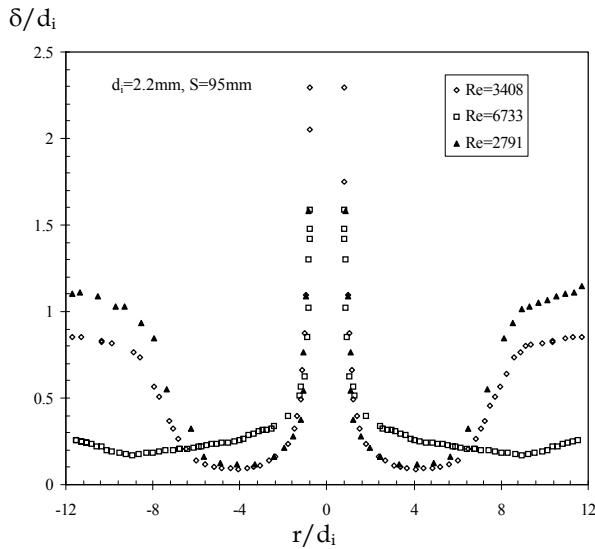 δ/dᵢ
dᵢ=2.2mm, S=95mm
Re=3408
Re=6733
Re=2791
2.5
2
1.5
1
0.5
0
-12 -8 -4 0 4 8 12
r/dᵢ